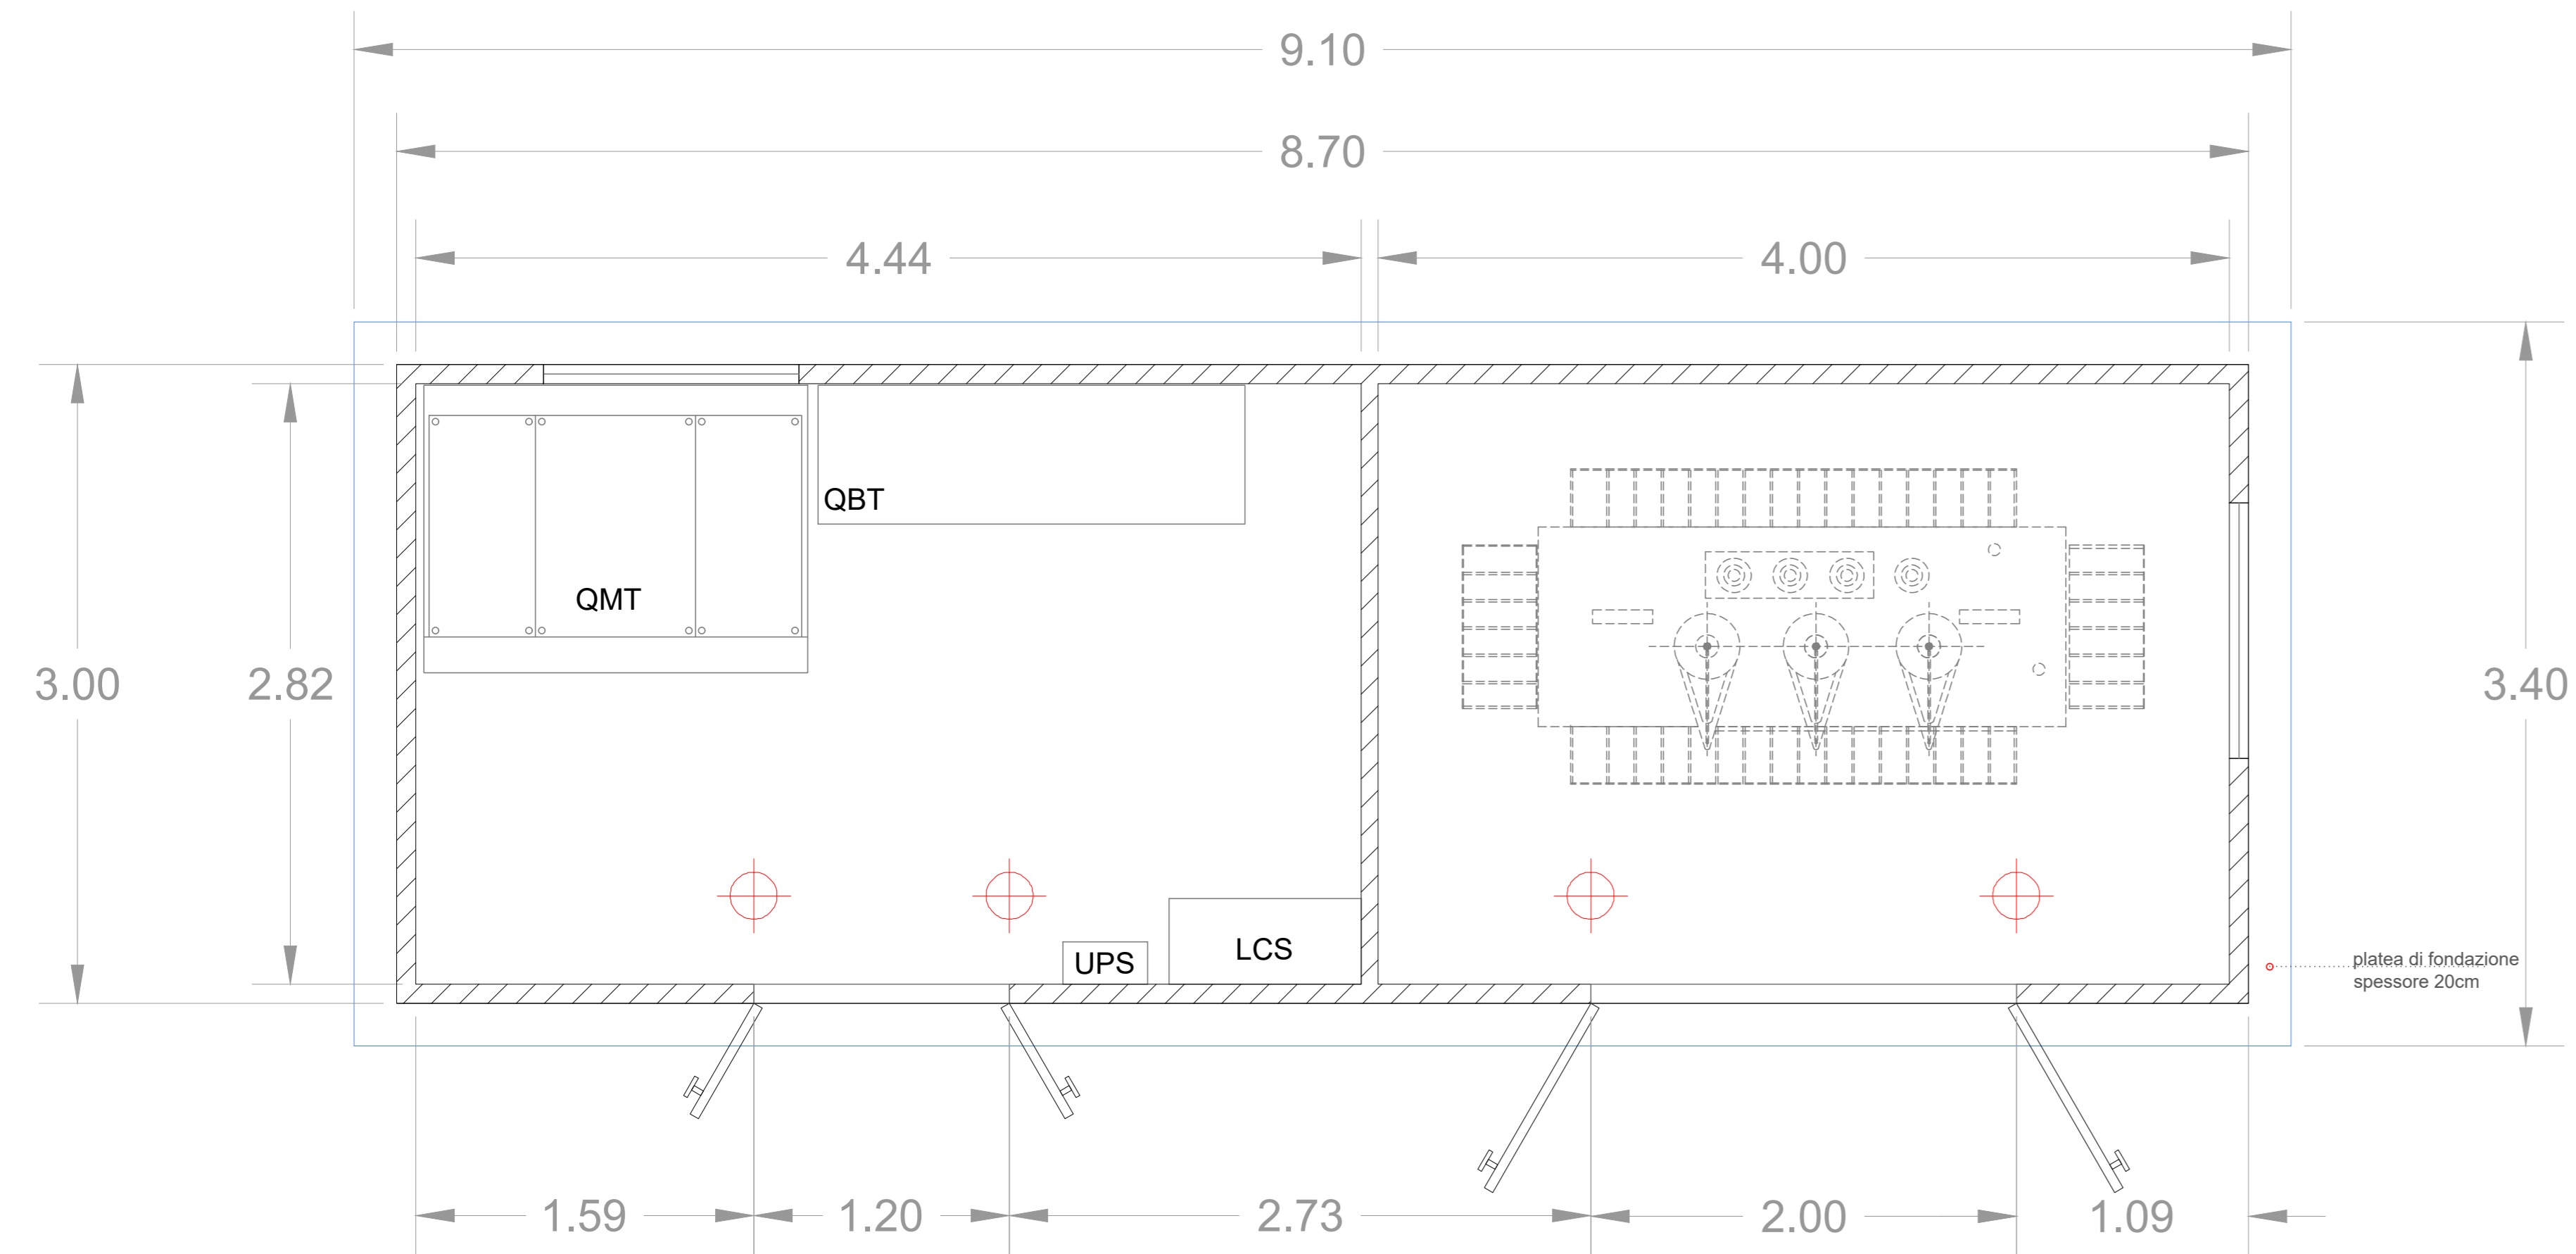 9.10
8.70
4.44
4.00
QBT
QMT
3.00
2.82
3.40
UPS
LCS
platea di fondazione
spessore 20cm
1.59
1.20
2.73
2.00
1.09